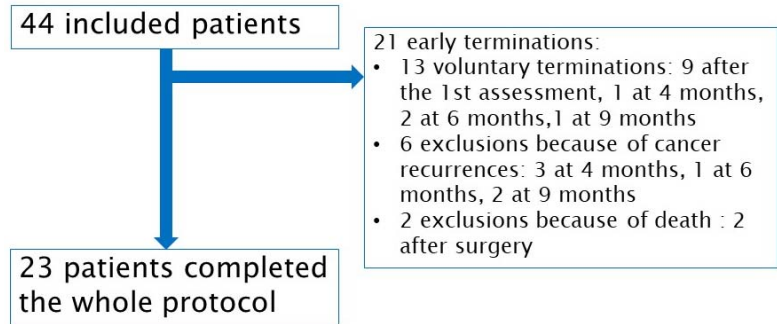 44 included patients
21 early terminations:
• 13 voluntary terminations: 9 after
the 1st assessment, 1 at 4 months,
2 at 6 months,1 at 9 months
• 6 exclusions because of cancer
recurrences: 3 at 4 months, 1 at 6
months, 2 at 9 months
• 2 exclusions because of death : 2
after surgery
23 patients completed
the whole protocol